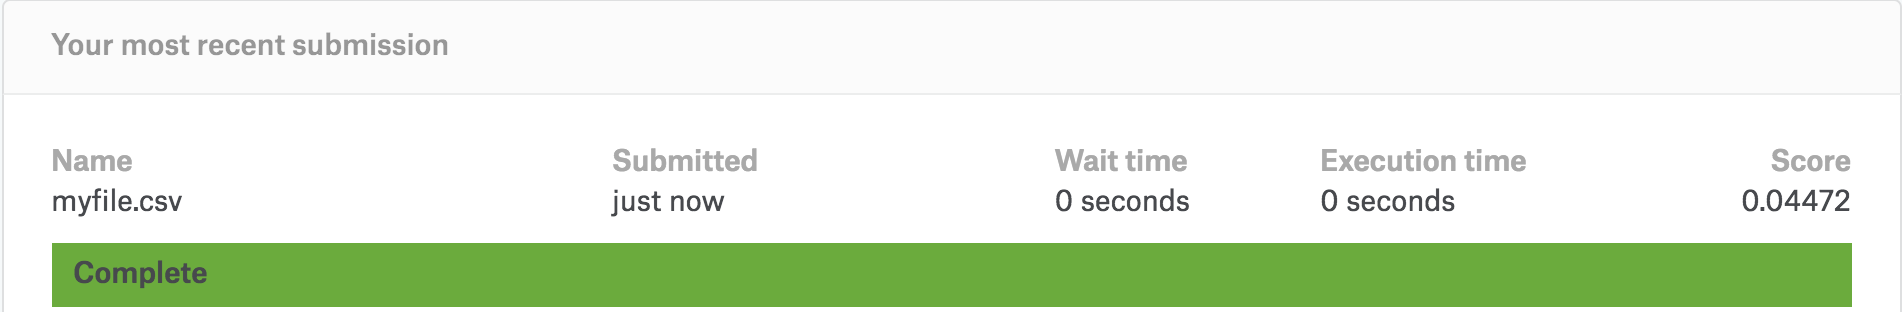 Your most recent submission
Name Submitted Wait time Execution time Score
myfile.csv just now 0 seconds 0 seconds 0.04472
Complete